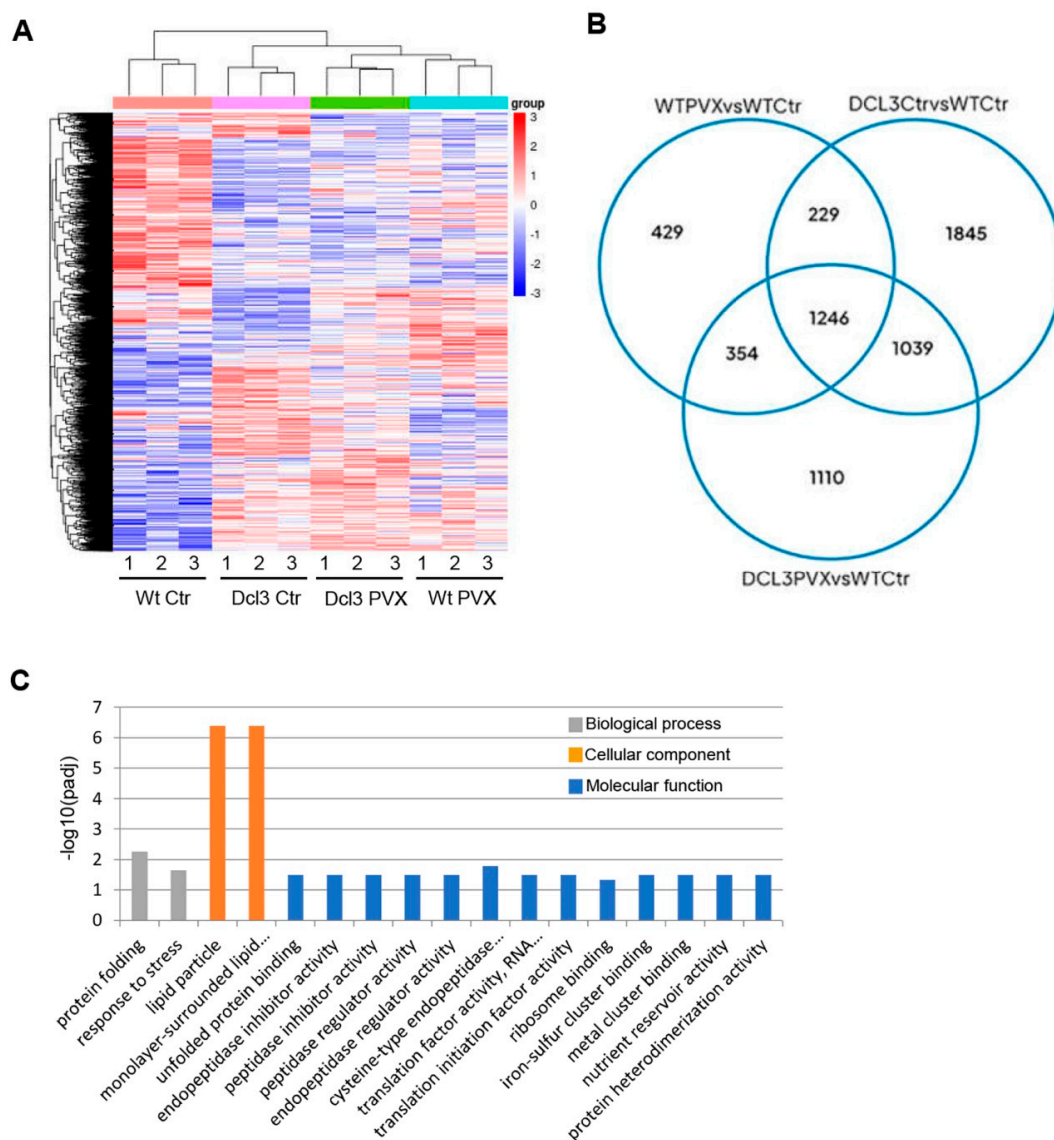 A
group
3
2
1
0
-1
-2
-3
1 2 3 1 2 3 1 2 3 1 2 3
Wt Ctr Dcl3 Ctr Dcl3 PVX Wt PVX
B
WTPVXvsWTCtr DCL3CtrvsWTCtr
429 229 1845
1246
354 1039
1110
DCL3PVXvsWTCtr
C
-log10(padj)
7
6
5
4
3
2
1
0
Biological process
Cellular component
Molecular function
protein folding
response to stress
lipid particle
monolayer-surrounded lipid...
unfolded protein binding
endopeptidase inhibitor activity
peptidase inhibitor activity
peptidase regulator activity
endopeptidase regulator activity
cysteine-type endopeptidase...
translation factor activity, RNA...
translation initiation factor activity
ribosome binding
iron-sulfur cluster binding
metal cluster binding
nutrient reservoir activity
protein heterodimerization activity